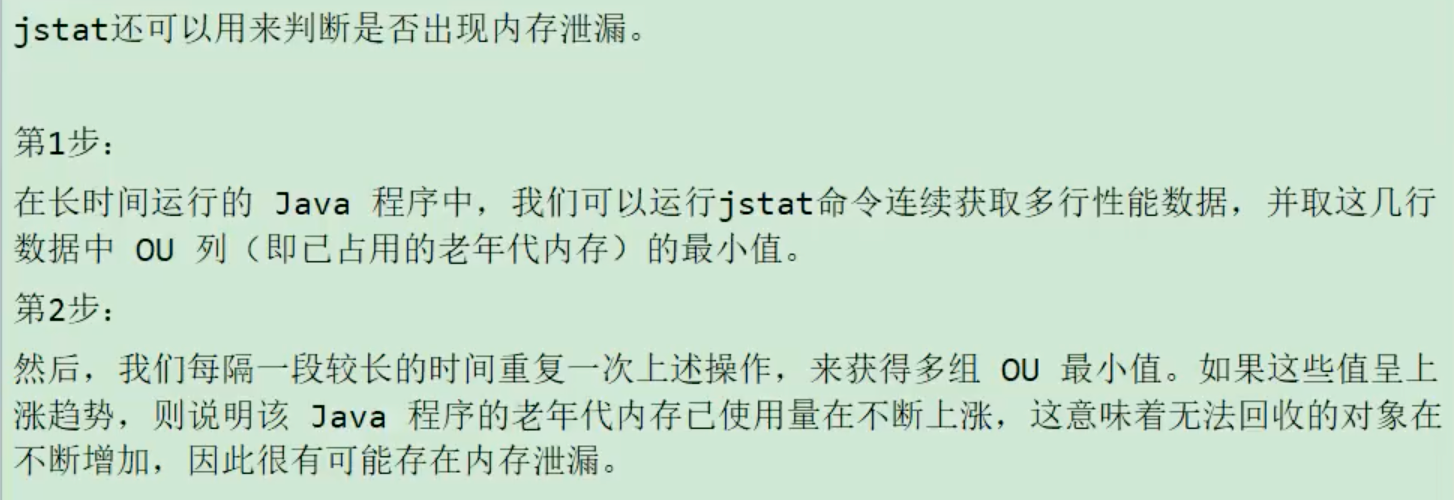 jstat还可以用来判断是否出现内存泄漏。
第1步：
在长时间运行的 Java 程序中，我们可以运行jstat命令连续获取多行性能数据，并取这几行
数据中 OU 列（即已占用的老年代内存）的最小值。
第2步：
然后，我们每隔一段较长的时间重复一次上述操作，来获得多组 OU 最小值。如果这些值呈上
涨趋势，则说明该 Java 程序的老年代内存已使用量在不断上涨，这意味着无法回收的对象在
不断增加，因此很有可能存在内存泄漏。